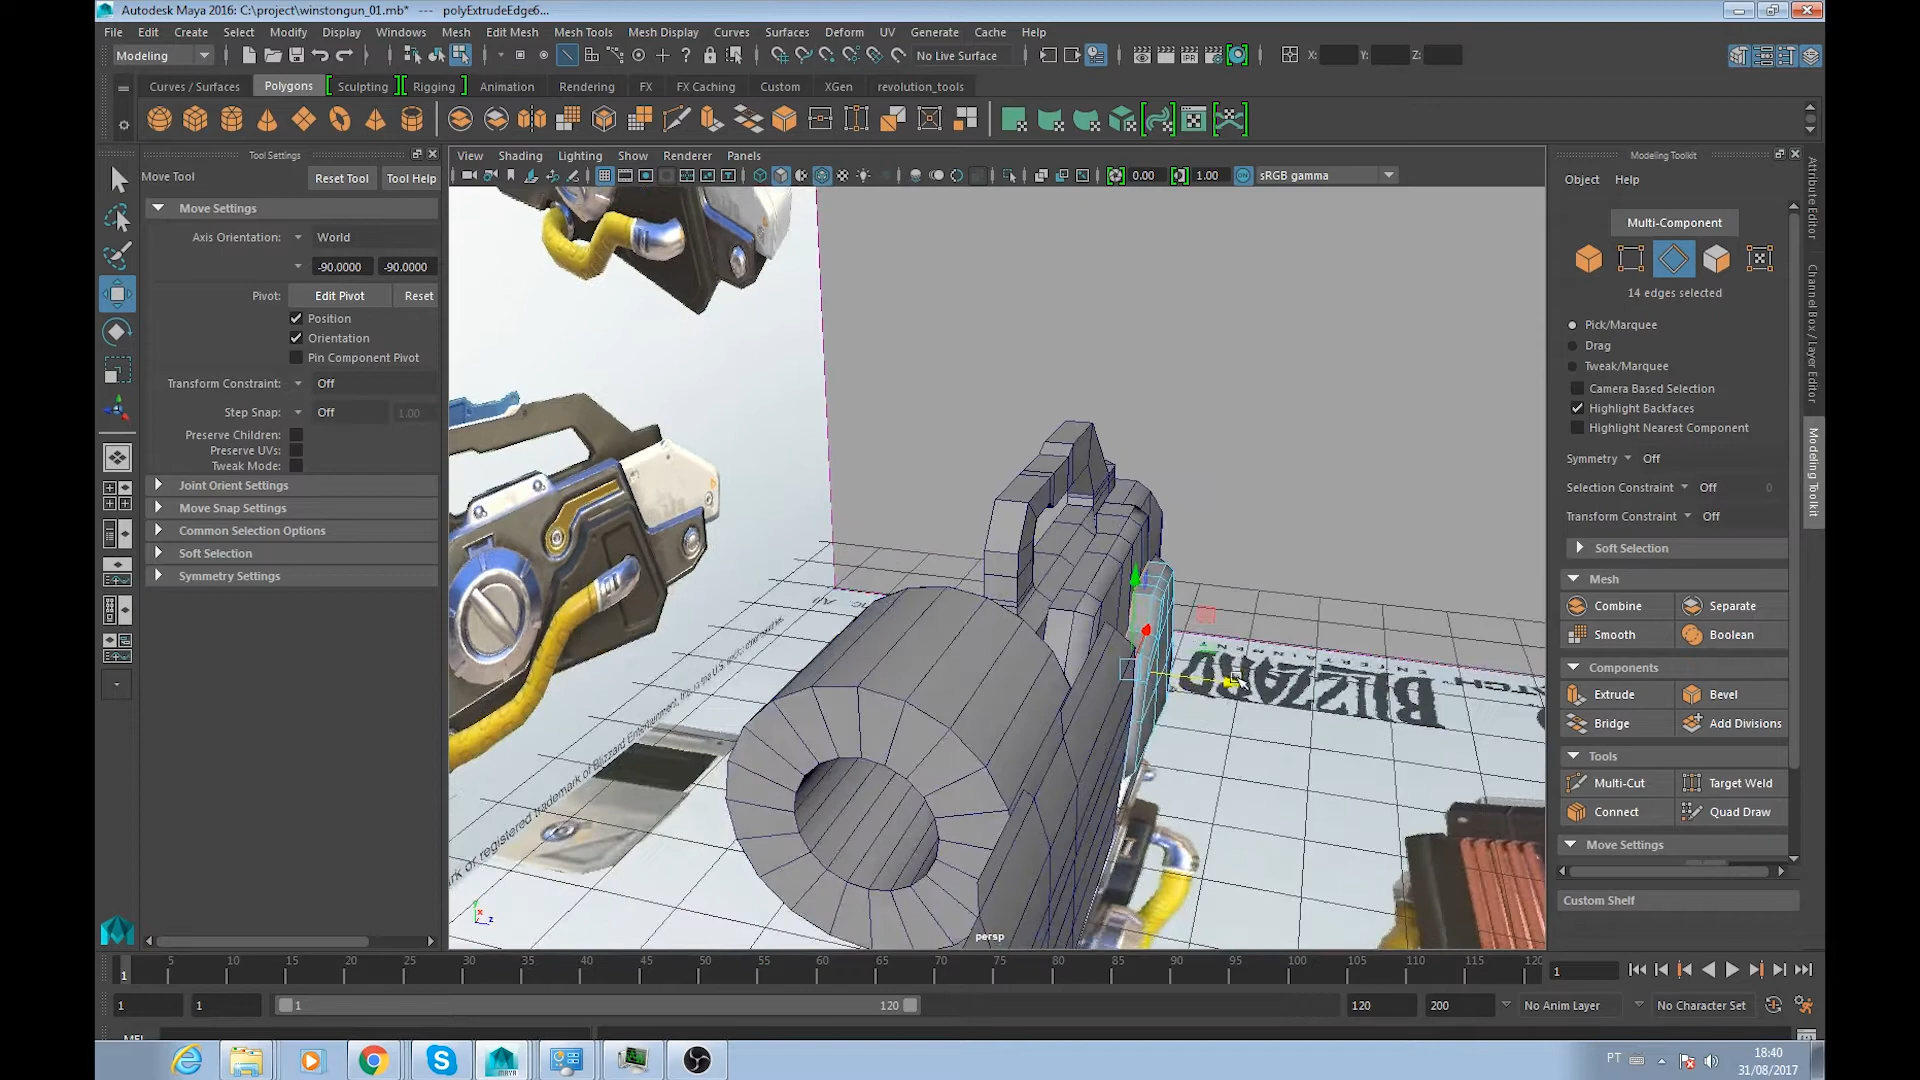 Autodesk Maya 2016: C:\project\winstongun_01.mb* --- polyExtrudeEdge6...
File Edit Create Select Modify Display Windows Mesh Edit Mesh Mesh Tools Mesh Display Curves Surfaces Deform UV Generate Cache Help
Modeling No Live Surface X: Y: Z:
Curves / Surfaces Polygons Sculpting Rigging Animation Rendering FX FX Caching Custom XGen revolution_tools
Tool Settings
Move Tool Reset Tool Tool Help
Move Settings
Axis Orientation: World
-90.0000 -90.0000
Pivot: Edit Pivot Reset
Position
Orientation
Pin Component Pivot
Transform Constraint: Off
Step Snap: Off 1.00
Preserve Children:
Preserve UVs:
Tweak Mode:
Joint Orient Settings
Move Snap Settings
Common Selection Options
Soft Selection
Symmetry Settings
View Shading Lighting Show Renderer Panels
0.00 1.00 sRGB gamma
BLIZZARD
ENTERTAINMENT
persp
Modeling Toolkit
Object Help
Multi-Component
14 edges selected
Pick/Marquee
Drag
Tweak/Marquee
Camera Based Selection
Highlight Backfaces
Highlight Nearest Component
Symmetry Off
Selection Constraint Off 0
Transform Constraint Off
Soft Selection
Mesh
Combine Separate
Smooth Boolean
Components
Extrude Bevel
Bridge Add Divisions
Tools
Multi-Cut Target Weld
Connect Quad Draw
Move Settings
Custom Shelf
Attribute Editor
Channel Box / Layer Editor
Modeling Toolkit
1 5 10 15 20 25 30 35 40 45 50 55 60 65 70 75 80 85 90 95 100 105 110 115 120
1
1 1 1 120 120 200 No Anim Layer No Character Set
MEL
PT 18:40
31/08/2017